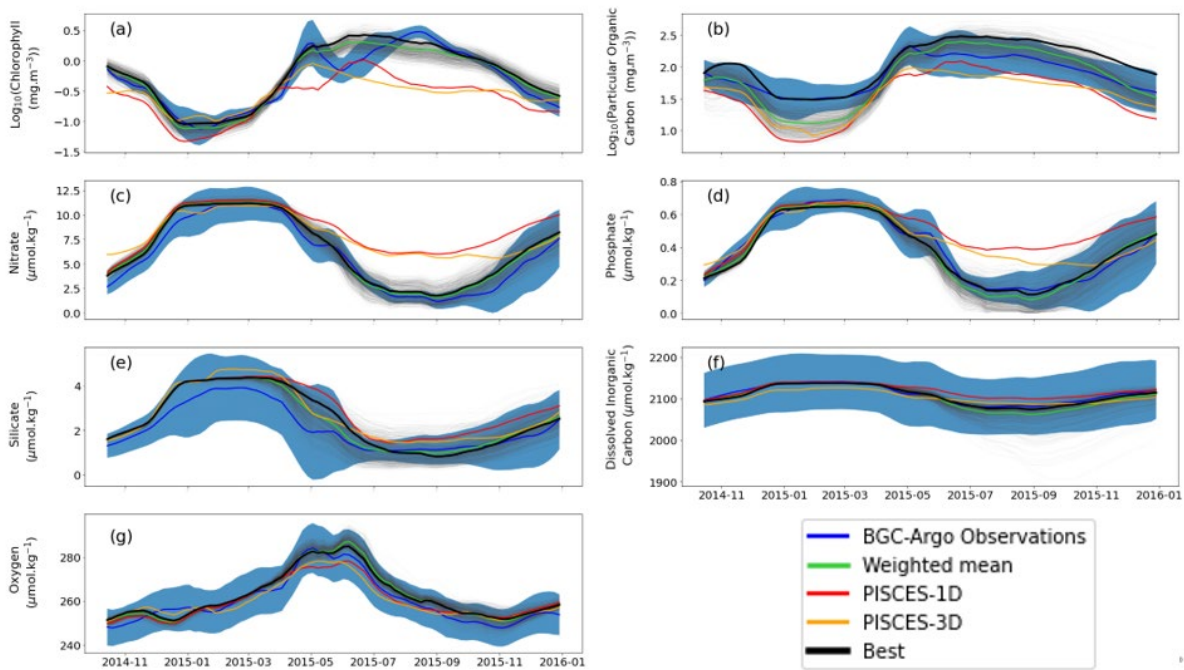 (a)
Log10(Chlorophyll
(mg.m−3))
0.5
0.0
−0.5
−1.0
−1.5
(b)
Log10(Particular Organic
Carbon (mg.m−3))
2.5
2.0
1.5
1.0
(c)
Nitrate
(μmol.kg−1)
12.5
10.0
7.5
5.0
2.5
0.0
(d)
Phosphate
(μmol.kg−1)
0.8
0.6
0.4
0.2
0.0
(e)
Silicate
(μmol.kg−1)
4
2
0
(f)
Dissolved Inorganic
Carbon (μmol.kg−1)
2200
2100
2000
1900
2014-11 2015-01 2015-03 2015-05 2015-07 2015-09 2015-11 2016-01
(g)
Oxygen
(μmol.kg−1)
280
260
240
2014-11 2015-01 2015-03 2015-05 2015-07 2015-09 2015-11 2016-01
BGC-Argo Observations
Weighted mean
PISCES-1D
PISCES-3D
Best